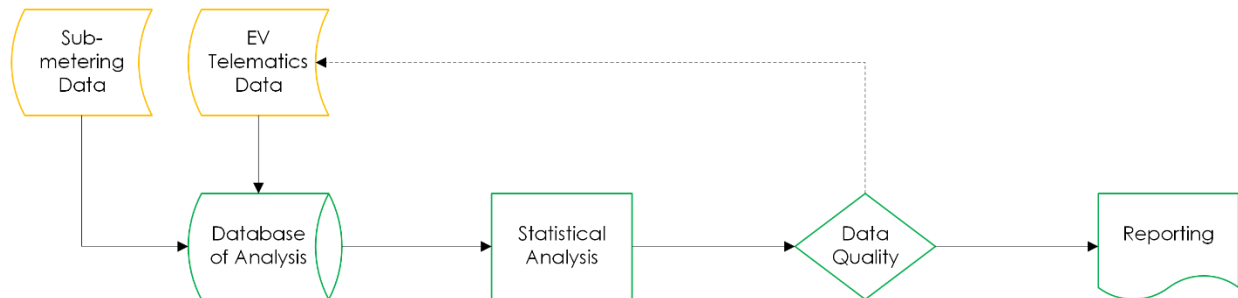 Sub-
metering
Data
EV
Telematics
Data
Database
of Analysis
Statistical
Analysis
Data
Quality
Reporting